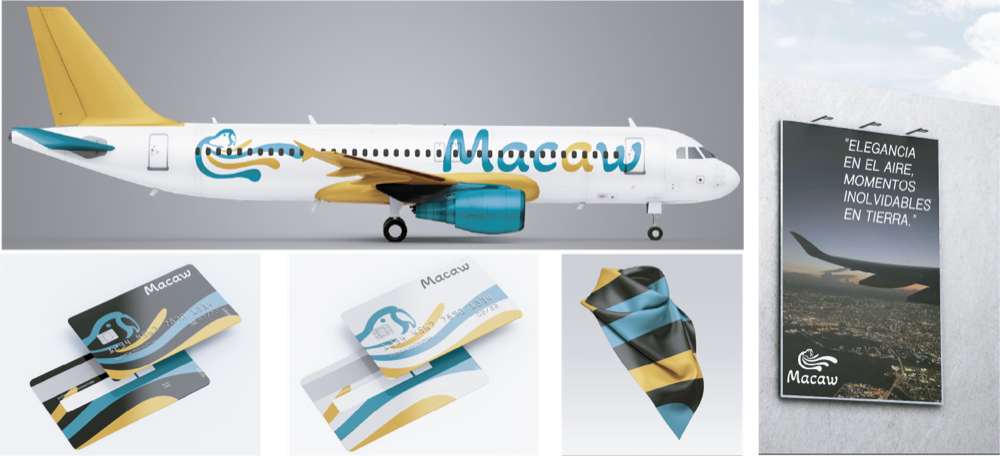 Macaw
Macaw
Macaw
"ELEGANCIA
EN EL AIRE,
MOMENTOS
INOLVIDABLES
EN TIERRA."
Macaw